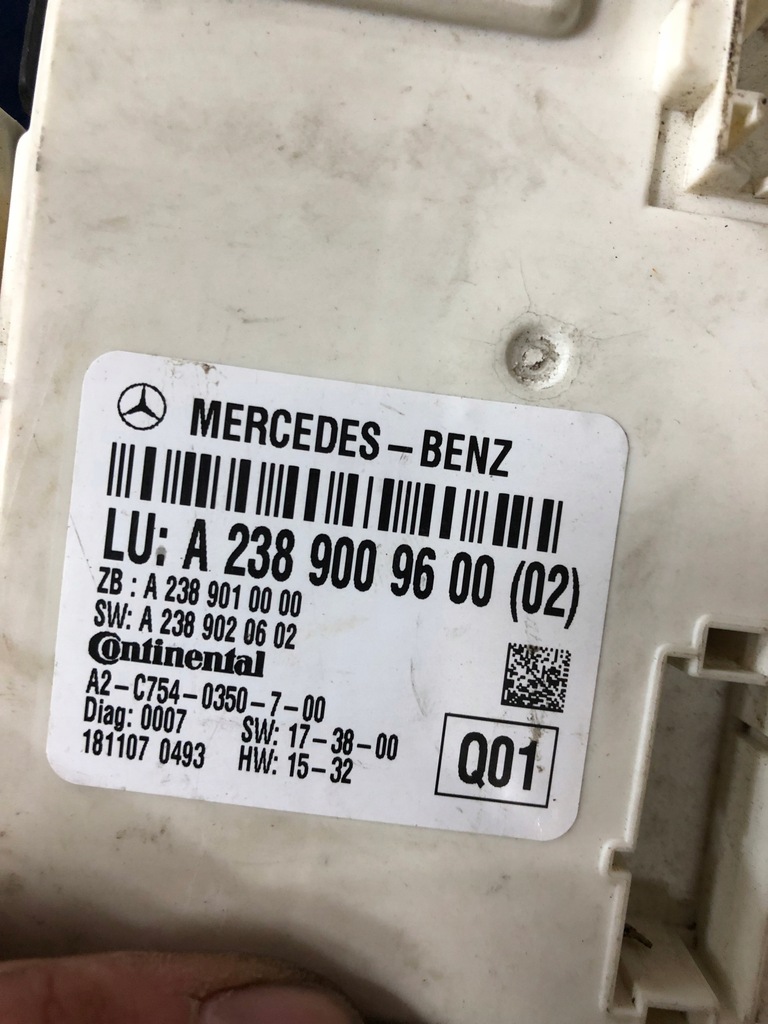 MERCEDES-BENZ
LU: A 238 900 96 00 (02)
ZB : A 238 901 00 00
SW: A 238 902 06 02
Continental
A2-C754-0350-7-00
Diag: 0007 SW: 17-38-00
181107 0493 HW: 15-32
Q01